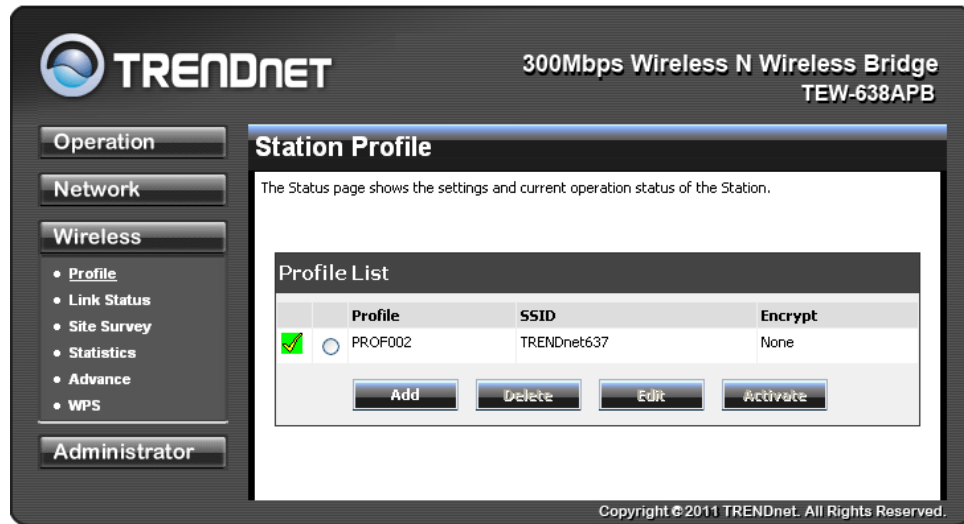 TRENDNET
300Mbps Wireless N Wireless Bridge
TEW-638APB
Operation
Network
Wireless
Profile
Link Status
Site Survey
Statistics
Advance
WPS
Administrator
Station Profile
The Status page shows the settings and current operation status of the Station.
Profile List
Profile SSID Encrypt
PROF002 TRENDnet637 None
Add Delete Edit Activate
Copyright © 2011 TRENDnet. All Rights Reserved.